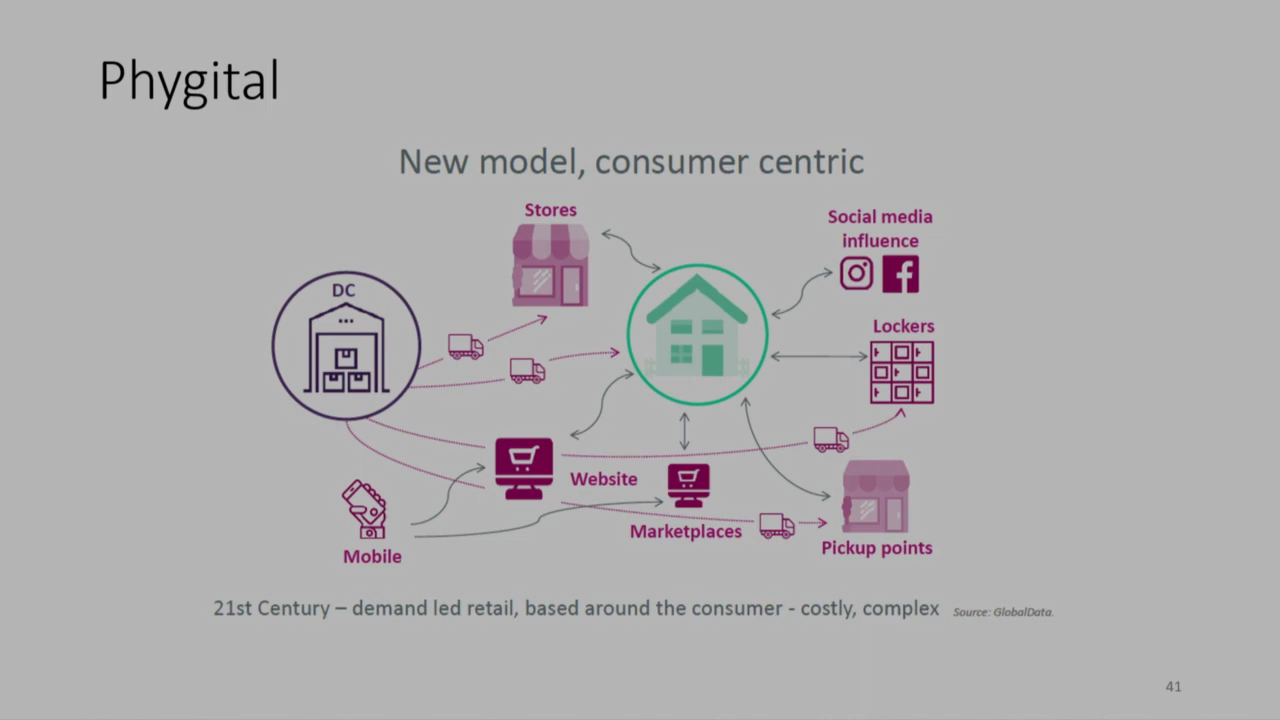 Phygital
New model, consumer centric
Stores
Social media
influence
DC
Lockers
Website
Marketplaces
Mobile
Pickup points
21st Century – demand led retail, based around the consumer - costly, complex
Source: GlobalData.
41